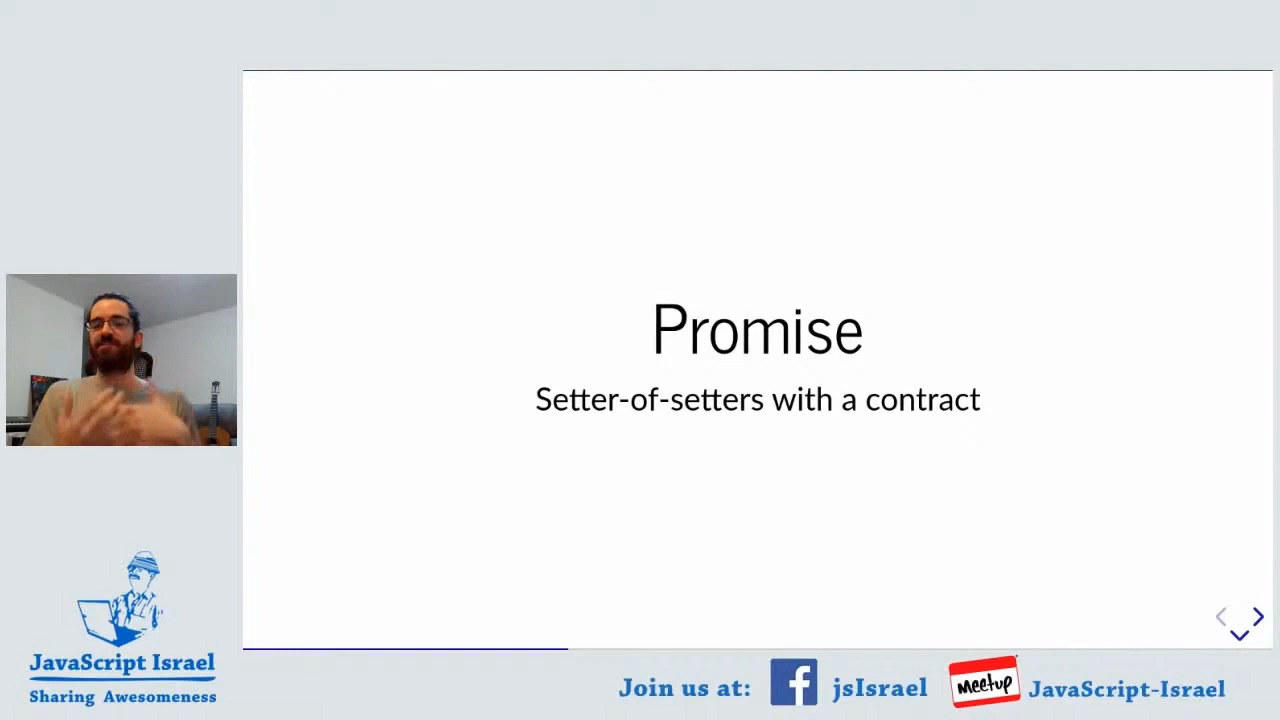 Promise
Setter-of-setters with a contract
JavaScript Israel
Sharing Awesomeness
Join us at:
f
jsIsrael
Meetup
JavaScript-Israel